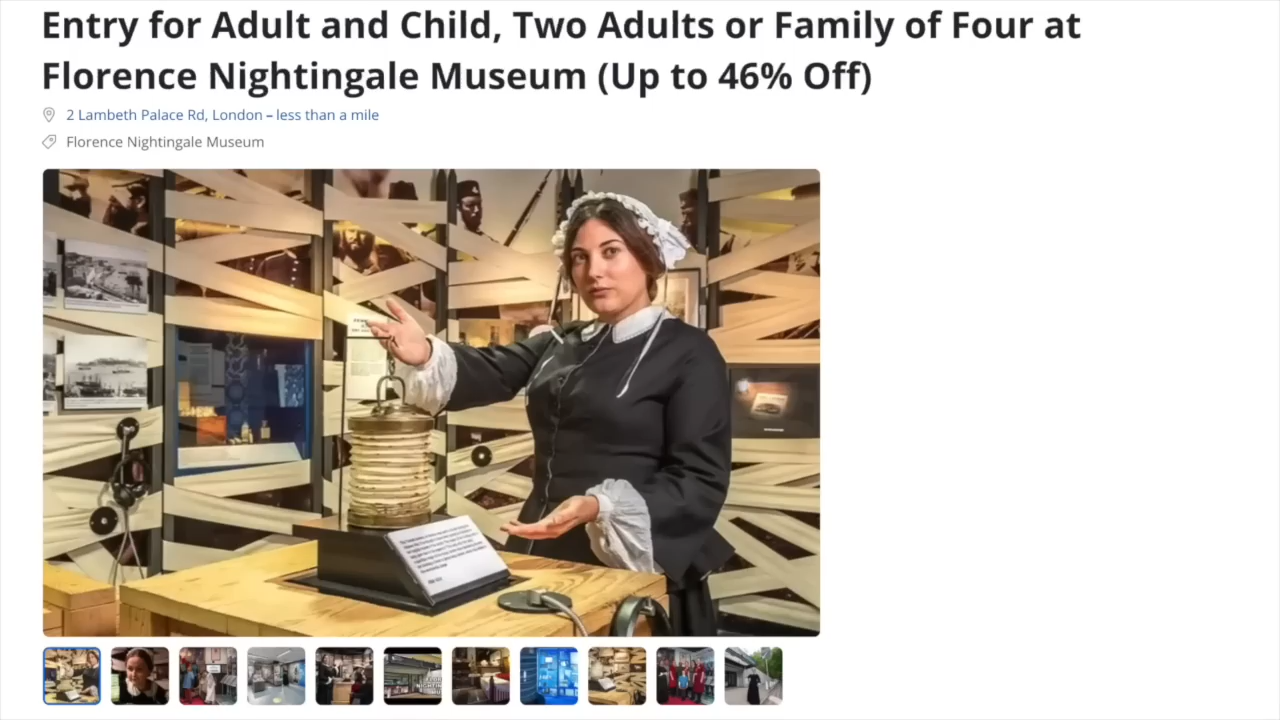 Entry for Adult and Child, Two Adults or Family of Four at
Florence Nightingale Museum (Up to 46% Off)
2 Lambeth Palace Rd, London – less than a mile
Florence Nightingale Museum